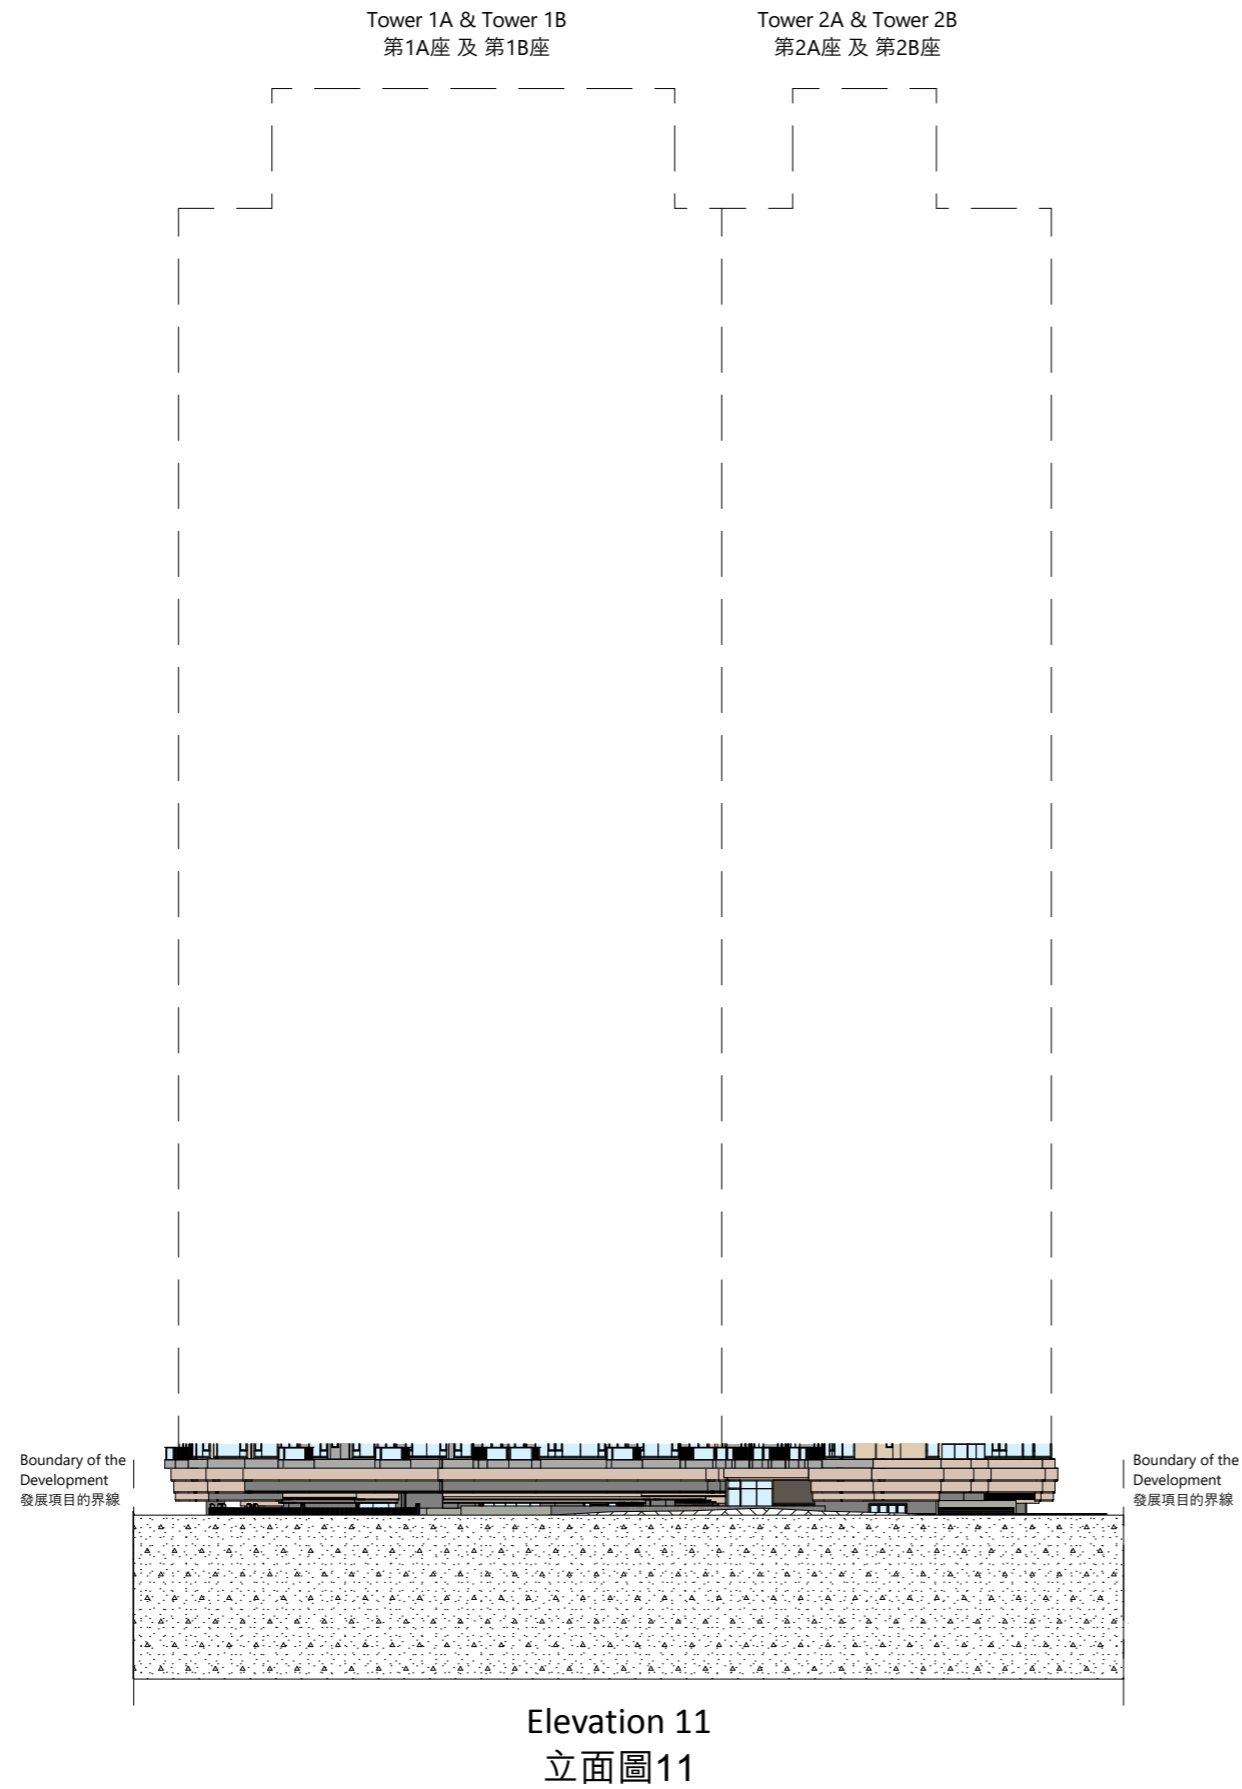 Tower 1A & Tower 1B
第1A座 及 第1B座
Tower 2A & Tower 2B
第2A座 及 第2B座
Boundary of the
Development
發展項目的界線
Boundary of the
Development
發展項目的界線
Elevation 11
立面圖11